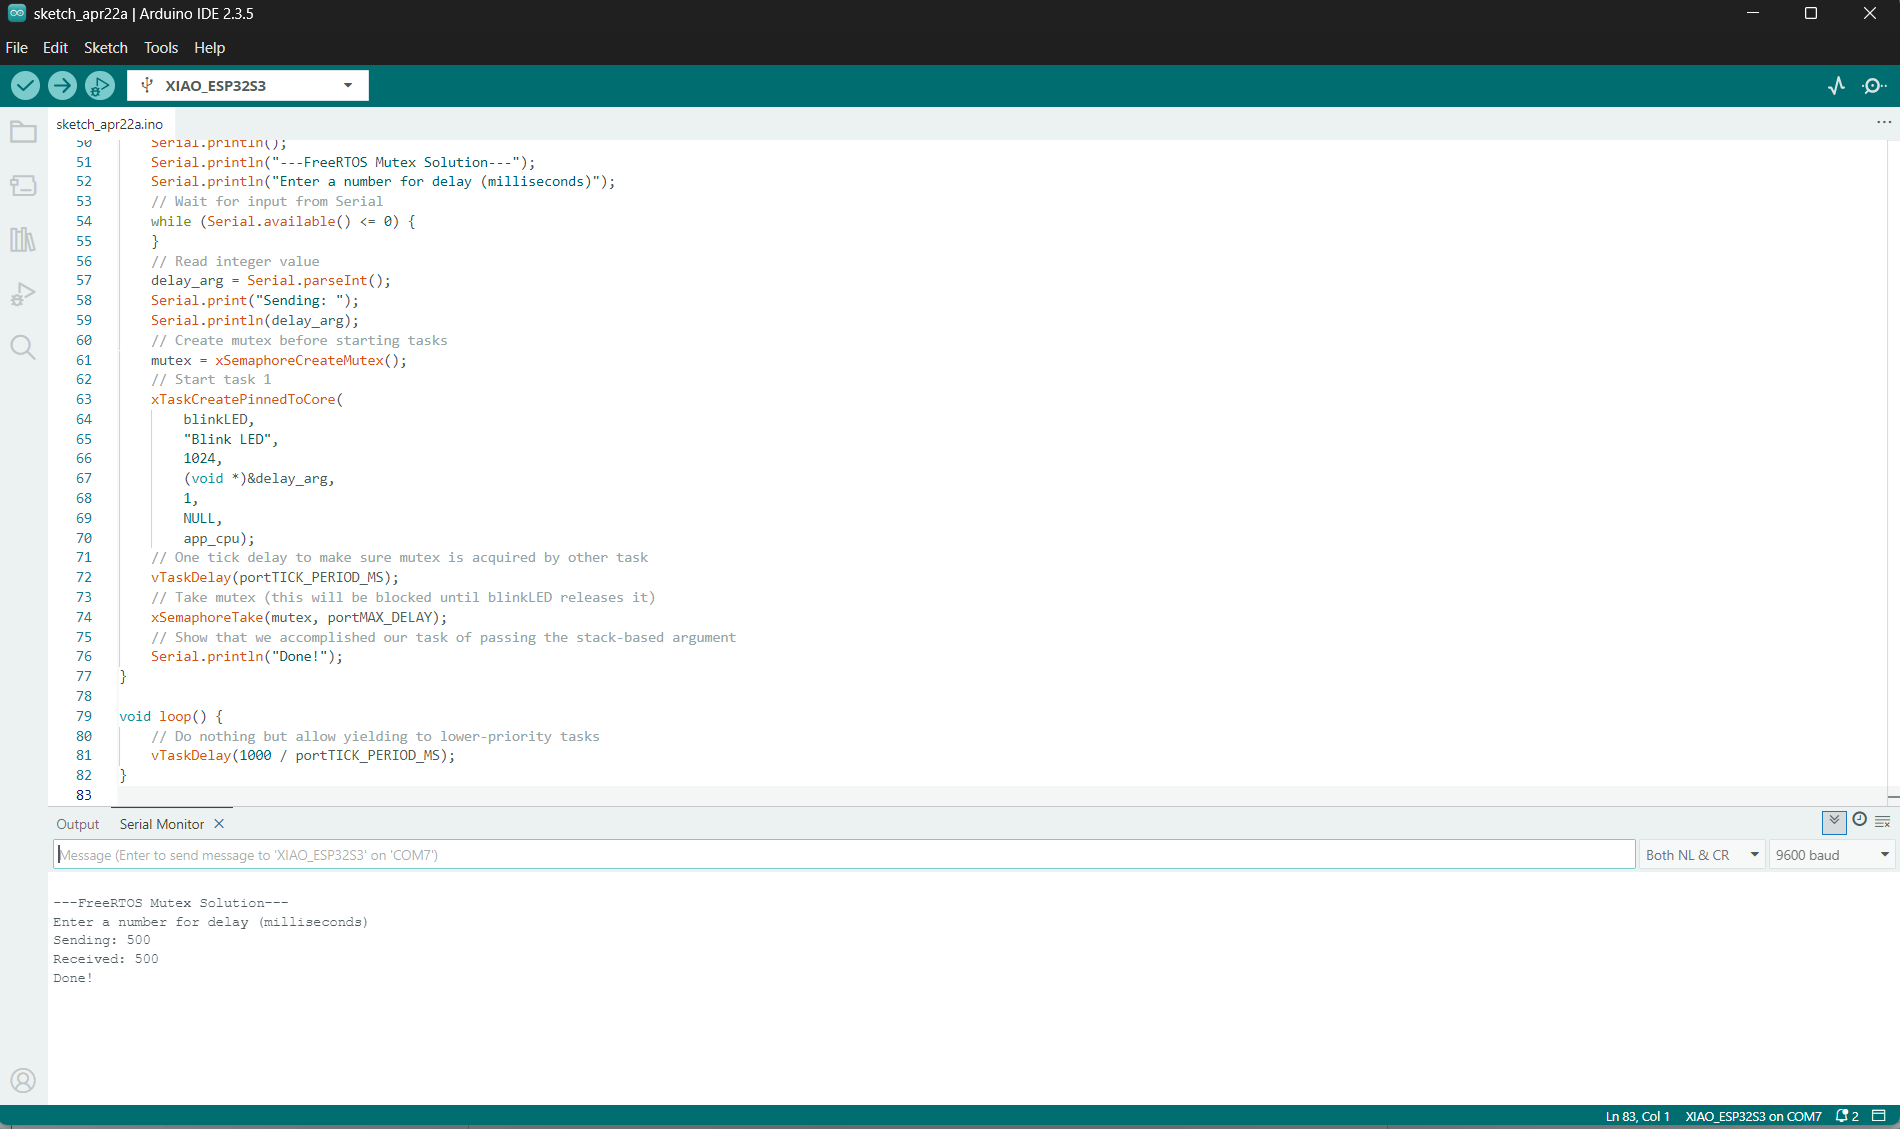 sketch_apr22a | Arduino IDE 2.3.5
File Edit Sketch Tools Help
XIAO_ESP32S3
sketch_apr22a.ino
50 Serial.println();
51 Serial.println("---FreeRTOS Mutex Solution---");
52 Serial.println("Enter a number for delay (milliseconds)");
53 // Wait for input from Serial
54 while (Serial.available() <= 0) {
55 }
56 // Read integer value
57 delay_arg = Serial.parseInt();
58 Serial.print("Sending: ");
59 Serial.println(delay_arg);
60 // Create mutex before starting tasks
61 mutex = xSemaphoreCreateMutex();
62 // Start task 1
63 xTaskCreatePinnedToCore(
64 blinkLED,
65 "Blink LED",
66 1024,
67 (void *)&delay_arg,
68 1,
69 NULL,
70 app_cpu);
71 // One tick delay to make sure mutex is acquired by other task
72 vTaskDelay(portTICK_PERIOD_MS);
73 // Take mutex (this will be blocked until blinkLED releases it)
74 xSemaphoreTake(mutex, portMAX_DELAY);
75 // Show that we accomplished our task of passing the stack-based argument
76 Serial.println("Done!");
77 }
78
79 void loop() {
80 // Do nothing but allow yielding to lower-priority tasks
81 vTaskDelay(1000 / portTICK_PERIOD_MS);
82 }
83
Output Serial Monitor
Message (Enter to send message to 'XIAO_ESP32S3' on 'COM7')
Both NL & CR
9600 baud
---FreeRTOS Mutex Solution---
Enter a number for delay (milliseconds)
Sending: 500
Received: 500
Done!
Ln 83, Col 1 XIAO_ESP32S3 on COM7 2